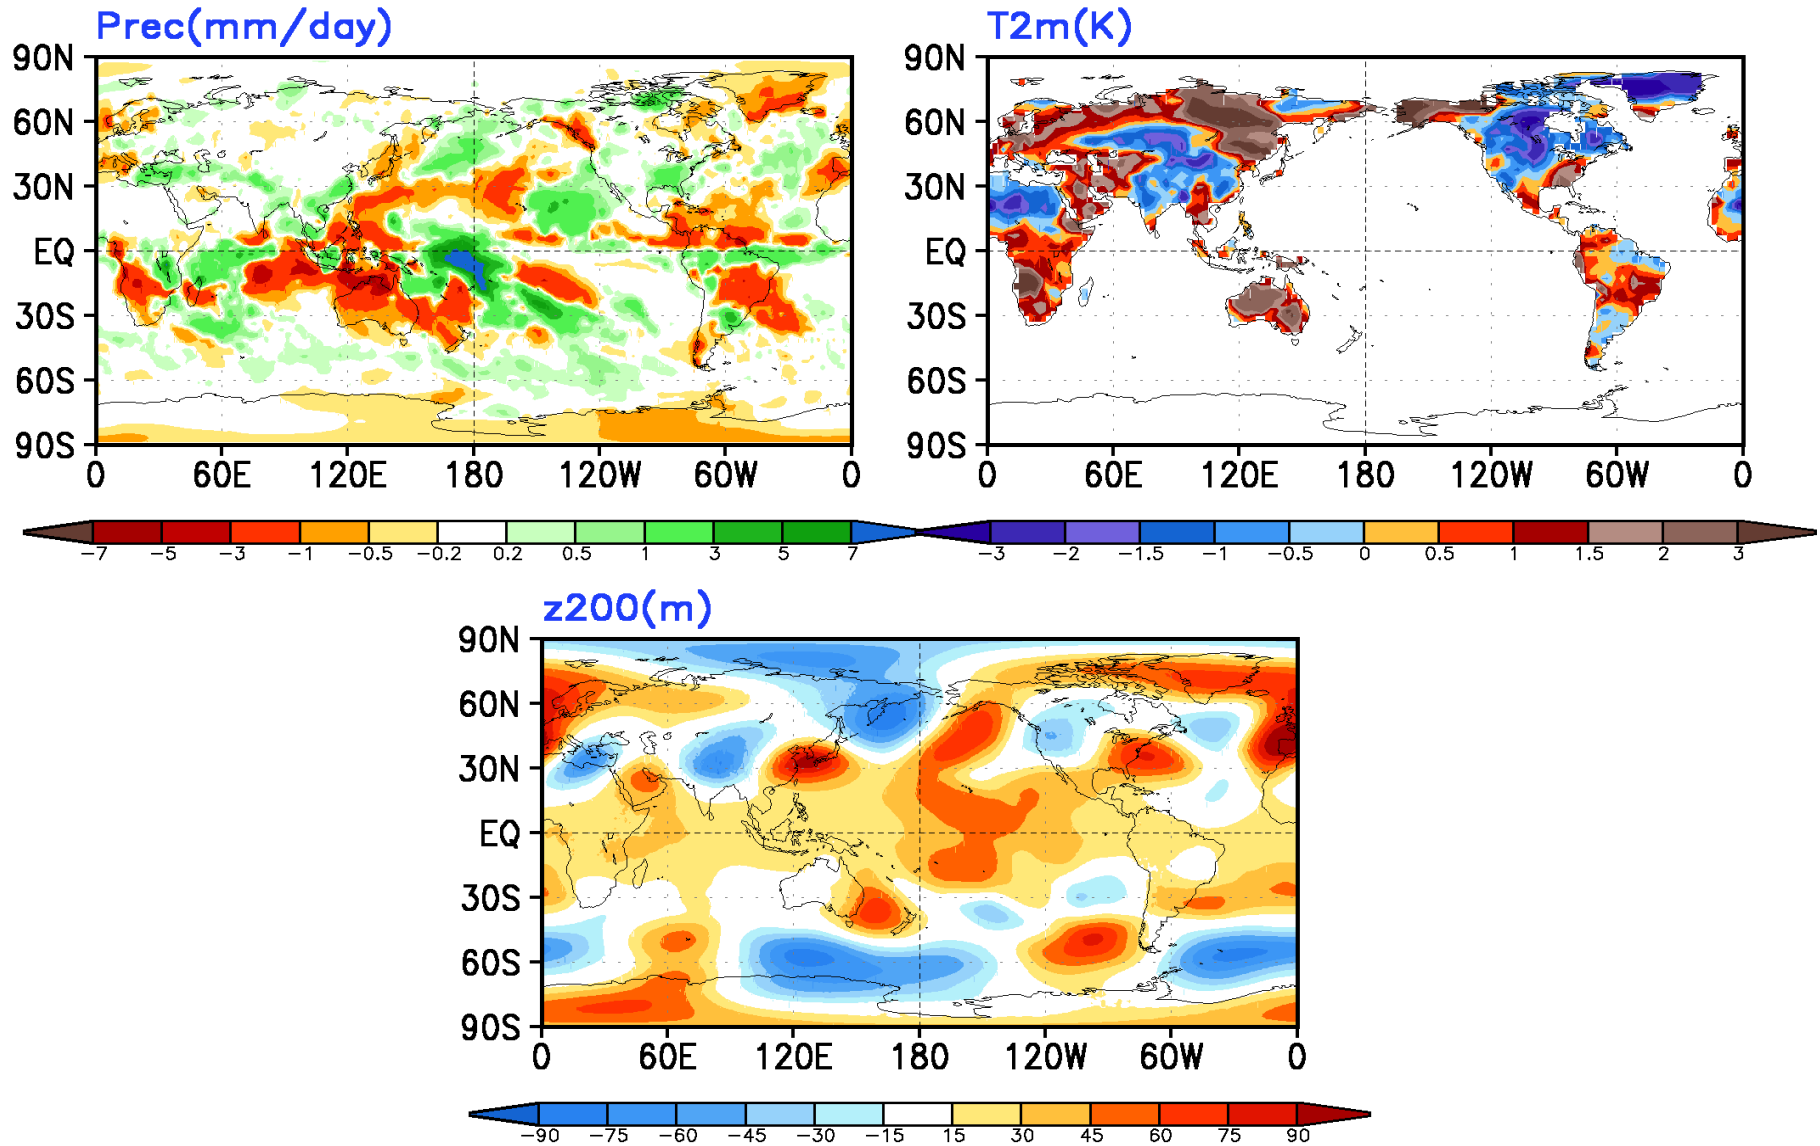 Prec(mm/day)
90N
60N
30N
EQ
30S
60S
90S
0 60E 120E 180 120W 60W 0
-7 -5 -3 -1 -0.5 -0.2 0.2 0.5 1 3 5 7
T2m(K)
90N
60N
30N
EQ
30S
60S
90S
0 60E 120E 180 120W 60W 0
-3 -2 -1.5 -1 -0.5 0 0.5 1 1.5 2 3
z200(m)
90N
60N
30N
EQ
30S
60S
90S
0 60E 120E 180 120W 60W 0
-90 -75 -60 -45 -30 -15 15 30 45 60 75 90